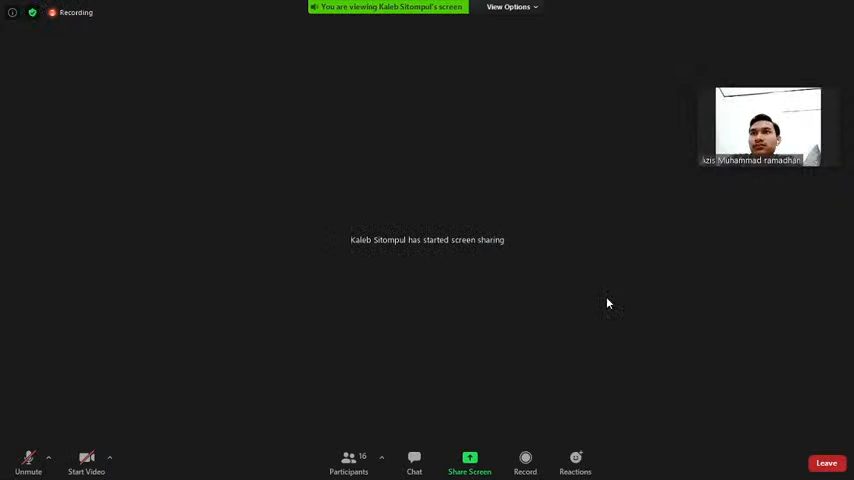 Recording
You are viewing Kaleb Sitompul's screen
View Options
Azis Muhammad ramadhan
Kaleb Sitompul has started screen sharing
Unmute
Start Video
Participants
16
Chat
Share Screen
Record
Reactions
Leave